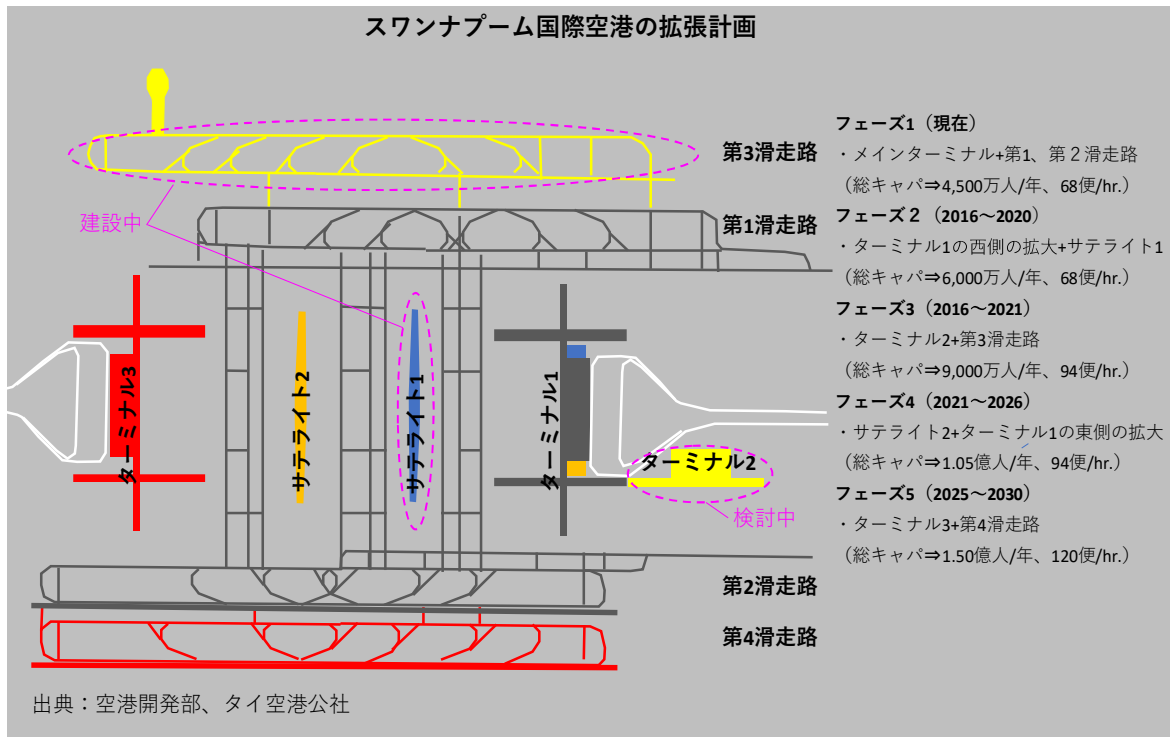 スワンナプーム国際空港の拡張計画
第3滑走路
建設中
第1滑走路
ターミナル3
サテライト2
サテライト1
ターミナル1
ターミナル2
検討中
第2滑走路
第4滑走路
フェーズ1（現在）
・メインターミナル+第1、第２滑走路
（総キャパ⇒4,500万人/年、68便/hr.）
フェーズ２（2016～2020）
・ターミナル1の西側の拡大+サテライト1
（総キャパ⇒6,000万人/年、68便/hr.）
フェーズ3（2016～2021）
・ターミナル2+第3滑走路
（総キャパ⇒9,000万人/年、94便/hr.）
フェーズ4（2021～2026）
・サテライト2+ターミナル1の東側の拡大
（総キャパ⇒1.05億人/年、94便/hr.）
フェーズ5（2025～2030）
・ターミナル3+第4滑走路
（総キャパ⇒1.50億人/年、120便/hr.）
出典：空港開発部、タイ空港公社